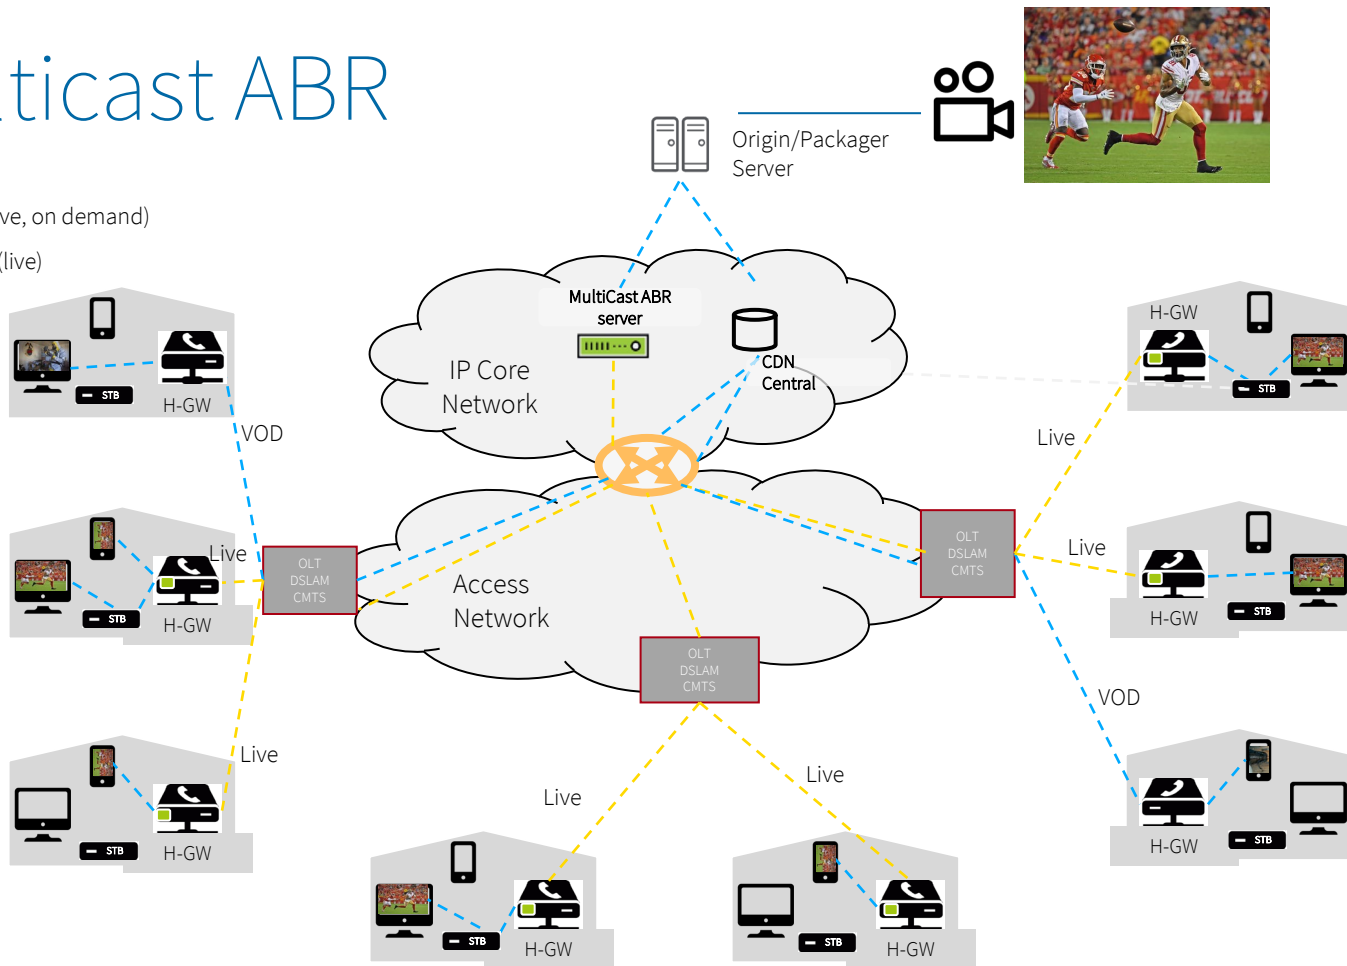 lticast ABR
Origin/Packager
Server
ve, on demand)
(live)
MultiCast ABR
server
H-GW
IP Core
Network
CDN
Central
STB
H-GW
STB
VOD
Live
Live
OLT
DSLAM
CMTS
Live
OLT
DSLAM
CMTS
Access
Network
STB
H-GW
STB
H-GW
OLT
DSLAM
CMTS
VOD
Live
Live
Live
STB
H-GW
STB
H-GW
STB
H-GW
STB
H-GW